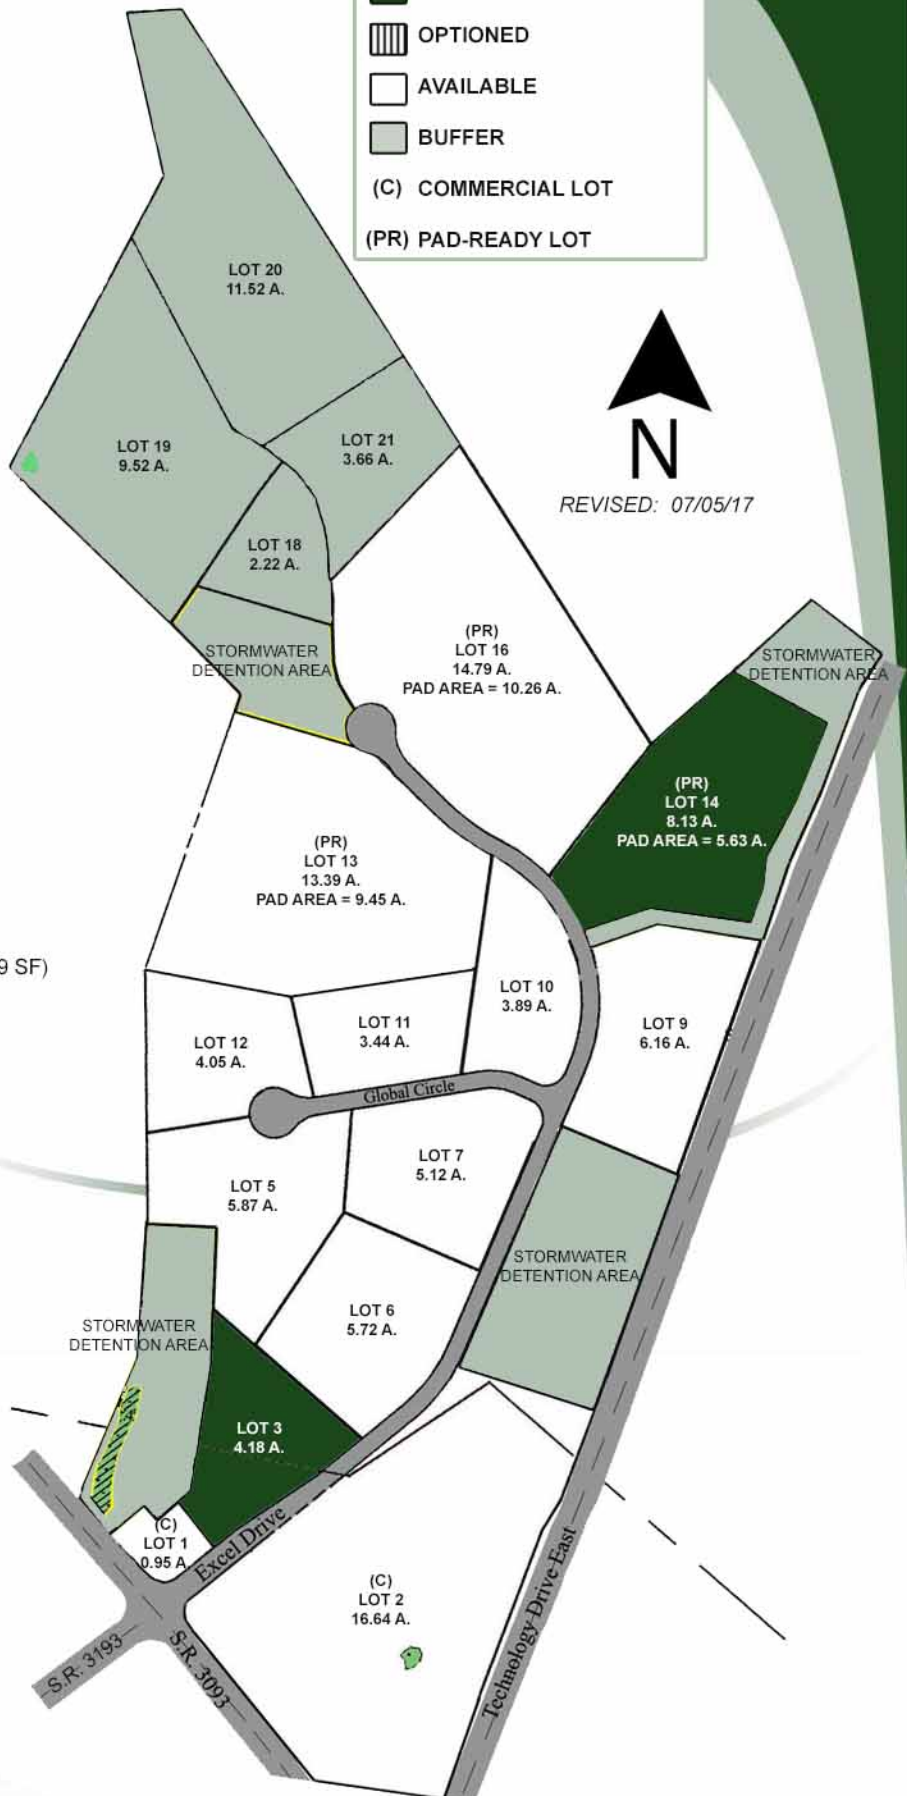 OPTIONED
AVAILABLE
BUFFER
(C) COMMERCIAL LOT
(PR) PAD-READY LOT
LOT 20
11.52 A.
N
REVISED: 07/05/17
LOT 19
9.52 A.
LOT 21
3.66 A.
LOT 18
2.22 A.
STORMWATER
DETENTION AREA
(PR)
LOT 16
14.79 A.
PAD AREA = 10.26 A.
STORMWATER
DETENTION AREA
(PR)
LOT 14
8.13 A.
PAD AREA = 5.63 A.
(PR)
LOT 13
13.39 A.
PAD AREA = 9.45 A.
9 SF)
LOT 10
3.89 A.
LOT 9
6.16 A.
LOT 11
3.44 A.
LOT 12
4.05 A.
Global Circle
LOT 7
5.12 A.
LOT 5
5.87 A.
STORMWATER
DETENTION AREA
LOT 6
5.72 A.
STORMWATER
DETENTION AREA
LOT 3
4.18 A.
(C)
LOT 1
0.95 A.
Excel Drive
(C)
LOT 2
16.64 A.
Technology Drive East
S.R. 3193
S.R. 3093